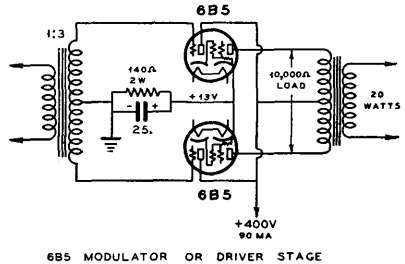 6B5
1:3
140Ω
2W
- +
25.
+13V
10,000Ω
LOAD
20
WATTS
6B5
+400V
90 MA
6B5 MODULATOR OR DRIVER STAGE